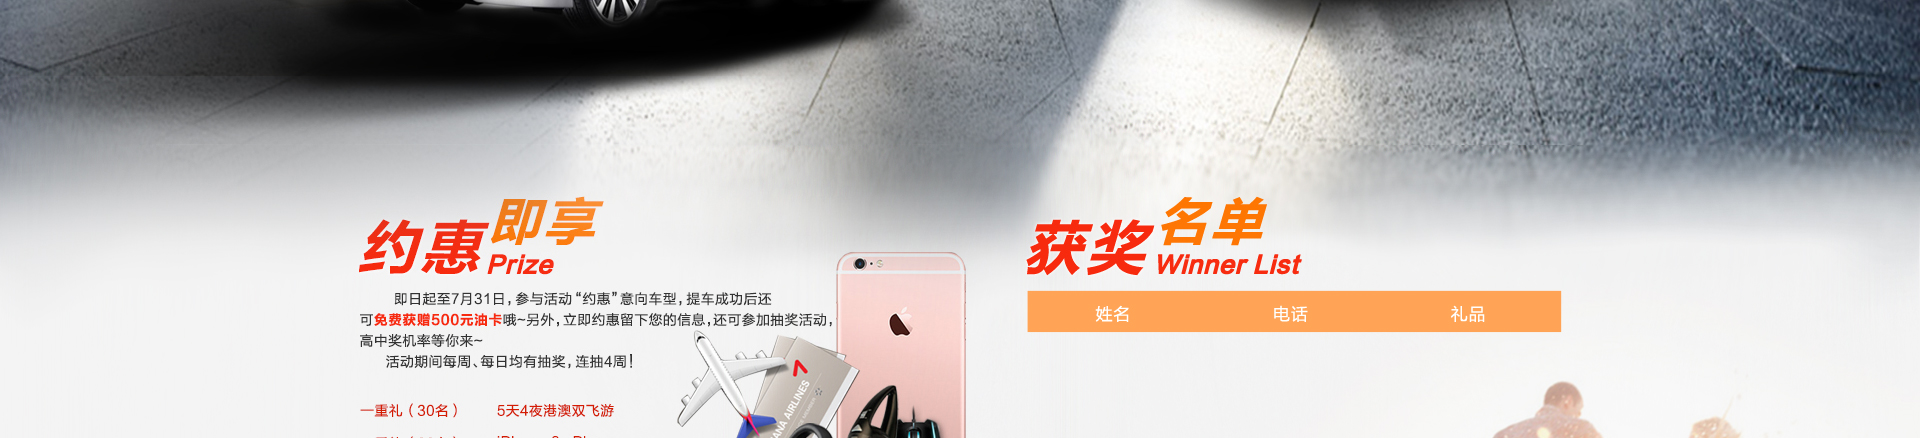 约惠即享
Prize
即日起至7月31日，参与活动“约惠”意向车型，提车成功后还
可免费获赠500元油卡哦~另外，立即约惠留下您的信息，还可参加抽奖活动，
高中奖机率等你来~
活动期间每周、每日均有抽奖，连抽4周！
一重礼（30名） 5天4夜港澳双飞游
AIRLINES
获奖名单
Winner List
姓名 电话 礼品